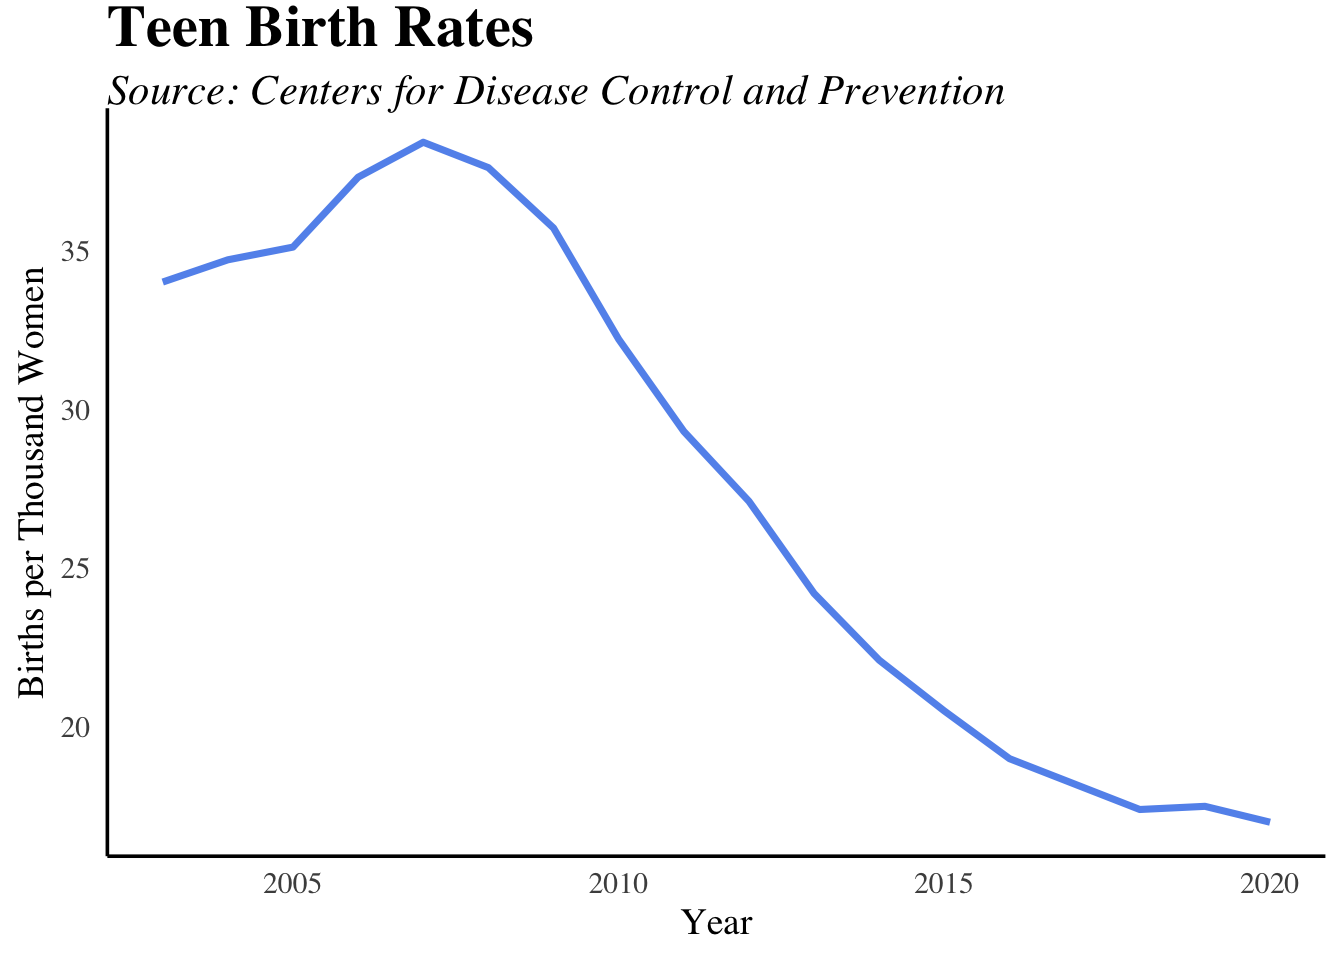 Teen Birth Rates
Source: Centers for Disease Control and Prevention
Births per Thousand Women
35
30
25
20
2005 2010 2015 2020
Year